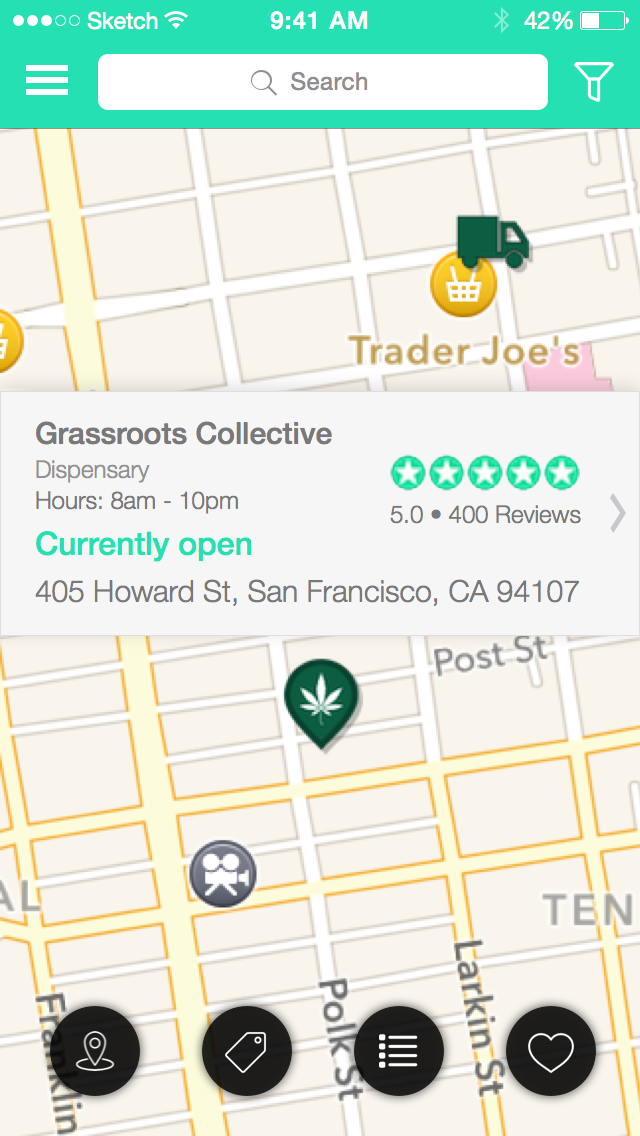 Sketch 9:41 AM 42%
Search
Trader Joe's
Grassroots Collective
Dispensary
Hours: 8am - 10pm
5.0 • 400 Reviews
Currently open
405 Howard St, San Francisco, CA 94107
Post St
AL
TEN
Franklin
Polk St
Larkin St